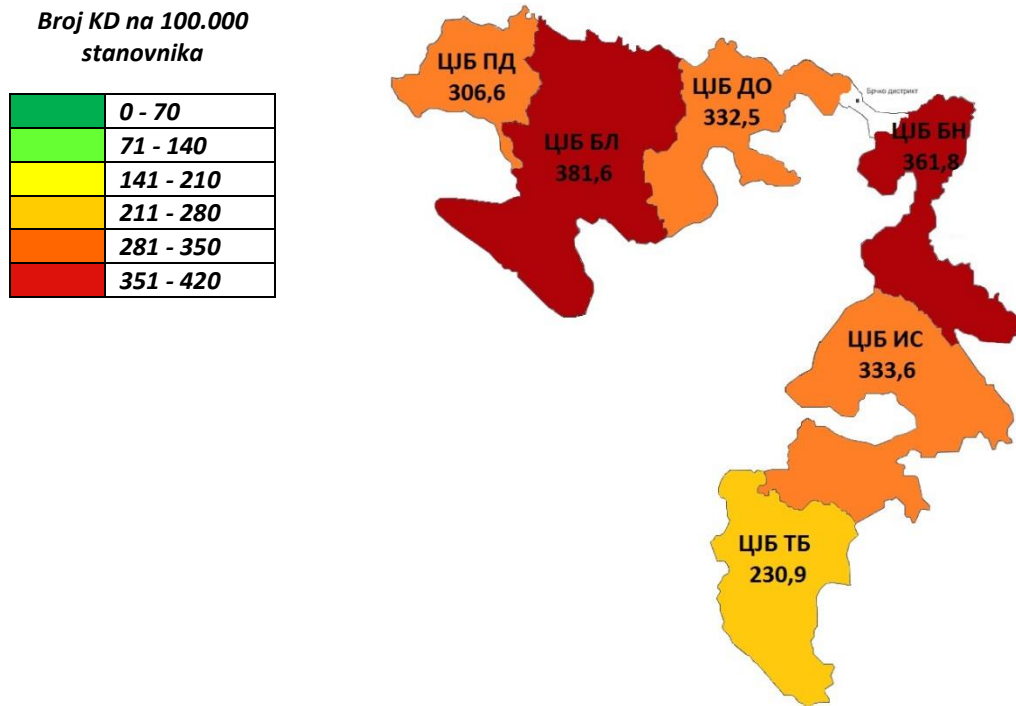 Broj KD na 100.000
stanovnika
0 - 70
71 - 140
141 - 210
211 - 280
281 - 350
351 - 420
ЦЈБ ПД
306,6
ЦЈБ БЛ
381,6
ЦЈБ ДО
332,5
Брчко дистрикт
ЦЈБ БН
361,8
ЦЈБ ИС
333,6
ЦЈБ ТБ
230,9